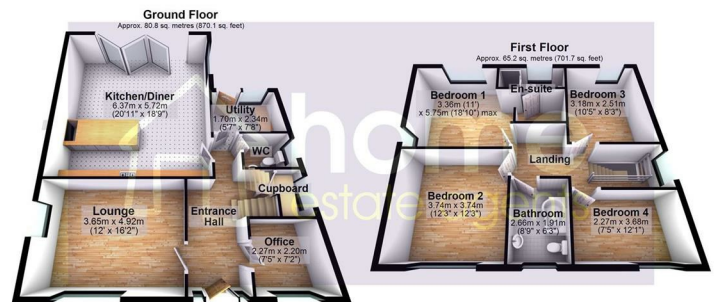 Ground Floor
Approx. 80.8 sq. metres (870.1 sq. feet)
Kitchen/Diner
6.37m x 5.72m
(20'11" x 18'9")
Utility
1.70m x 2.34m
(5'7" x 7'8")
WC
Cupboard
Lounge
3.65m x 4.92m
(12' x 16'2")
Entrance
Hall
Office
2.27m x 2.20m
(7'5" x 7'2")
First Floor
Approx. 65.2 sq. metres (701.7 sq. feet)
Bedroom 1
3.36m (11')
x 5.75m (18'10") max
En-suite
Bedroom 3
3.18m x 2.51m
(10'5" x 8'3")
Landing
Bedroom 2
3.74m x 3.74m
(12'3" x 12'3")
Bathroom
2.66m x 1.91m
(8'9" x 6'3")
Bedroom 4
2.27m x 3.68m
(7'5" x 12'1")
home
estate agents